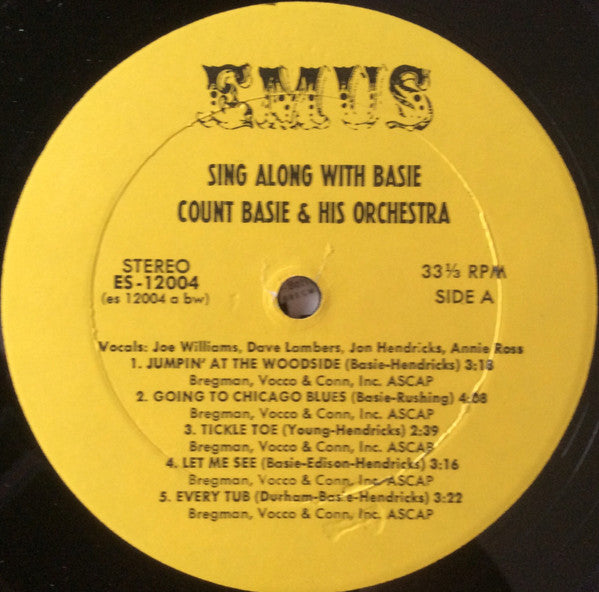 EMUS
SING ALONG WITH BASIE
COUNT BASIE & HIS ORCHESTRA
STEREO
ES-12004
(es 12004 a bw)
33⅓ RPM
SIDE A
Vocals: Joe Williams, Dave Lambers, Jon Hendricks, Annie Ross
1. JUMPIN' AT THE WOODSIDE (Basie-Hendricks) 3:18
Bregman, Vocco & Conn, Inc. ASCAP
2. GOING TO CHICAGO BLUES (Basie-Rushing) 4:08
Bregman, Vocco & Conn, Inc. ASCAP
3. TICKLE TOE (Young-Hendricks) 2:39
Bregman, Vocco & Conn, Inc. ASCAP
4. LET ME SEE (Basie-Edison-Hendricks) 3:16
Bregman, Vocco & Conn, Inc. ASCAP
5. EVERY TUB (Durham-Basie-Hendricks) 3:22
Bregman, Vocco & Conn, Inc. ASCAP